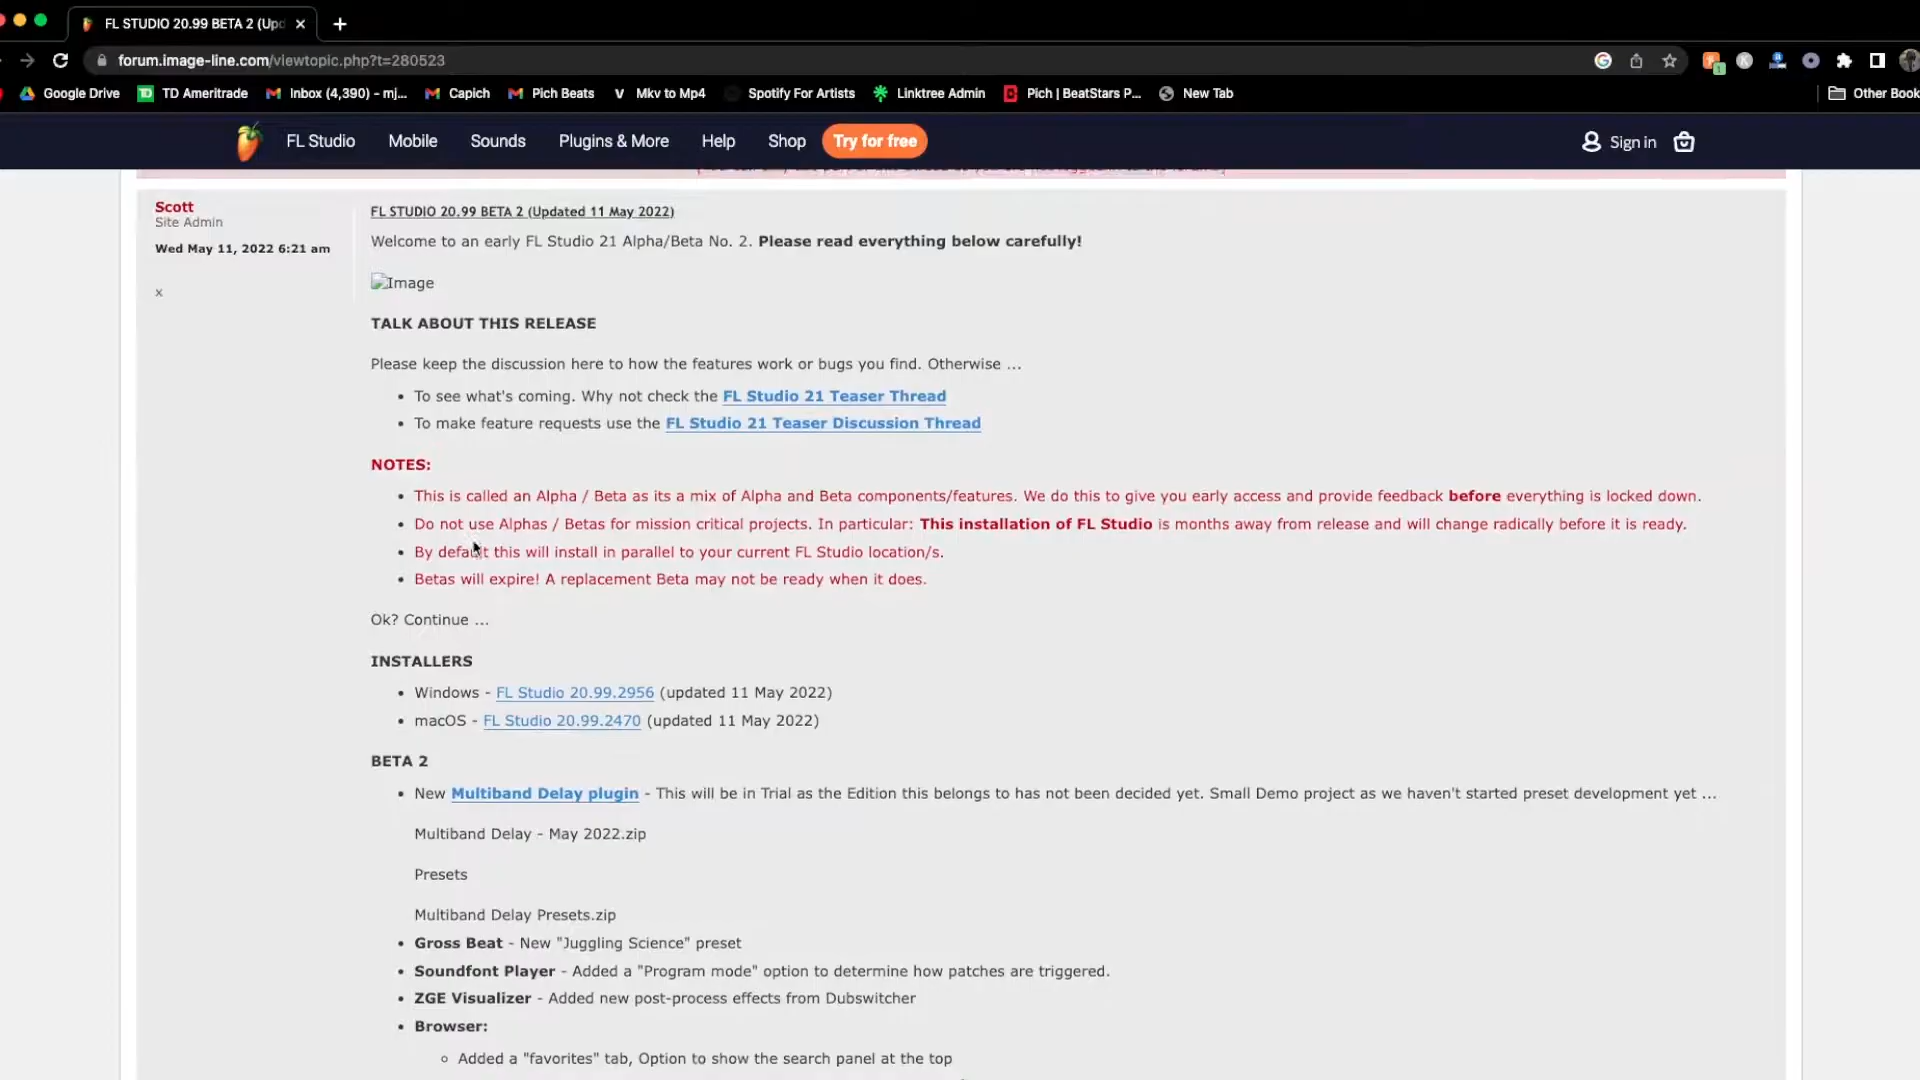 FL STUDIO 20.99 BETA 2 (Upd
forum.image-line.com/viewtopic.php?t=280523
1
Google Drive TD Ameritrade Inbox (4,390) – mj... Capich Pich Beats Mkv to Mp4 Spotify For Artists Linktree Admin Pich | BeatStars P... New Tab Other Book
FL Studio Mobile Sounds Plugins & More Help Shop Try for free Sign in
Scott
Site Admin
Wed May 11, 2022 6:21 am
x
FL STUDIO 20.99 BETA 2 (Updated 11 May 2022)
Welcome to an early FL Studio 21 Alpha/Beta No. 2. Please read everything below carefully!
Image
TALK ABOUT THIS RELEASE
Please keep the discussion here to how the features work or bugs you find. Otherwise ...
• To see what's coming. Why not check the FL Studio 21 Teaser Thread
• To make feature requests use the FL Studio 21 Teaser Discussion Thread
NOTES:
• This is called an Alpha / Beta as its a mix of Alpha and Beta components/features. We do this to give you early access and provide feedback before everything is locked down.
• Do not use Alphas / Betas for mission critical projects. In particular: This installation of FL Studio is months away from release and will change radically before it is ready.
• By default this will install in parallel to your current FL Studio location/s.
• Betas will expire! A replacement Beta may not be ready when it does.
Ok? Continue ...
INSTALLERS
• Windows - FL Studio 20.99.2956 (updated 11 May 2022)
• macOS - FL Studio 20.99.2470 (updated 11 May 2022)
BETA 2
• New Multiband Delay plugin - This will be in Trial as the Edition this belongs to has not been decided yet. Small Demo project as we haven't started preset development yet ...
Multiband Delay - May 2022.zip
Presets
Multiband Delay Presets.zip
• Gross Beat - New "Juggling Science" preset
• Soundfont Player - Added a "Program mode" option to determine how patches are triggered.
• ZGE Visualizer - Added new post-process effects from Dubswitcher
• Browser:
Added a "favorites" tab, Option to show the search panel at the top